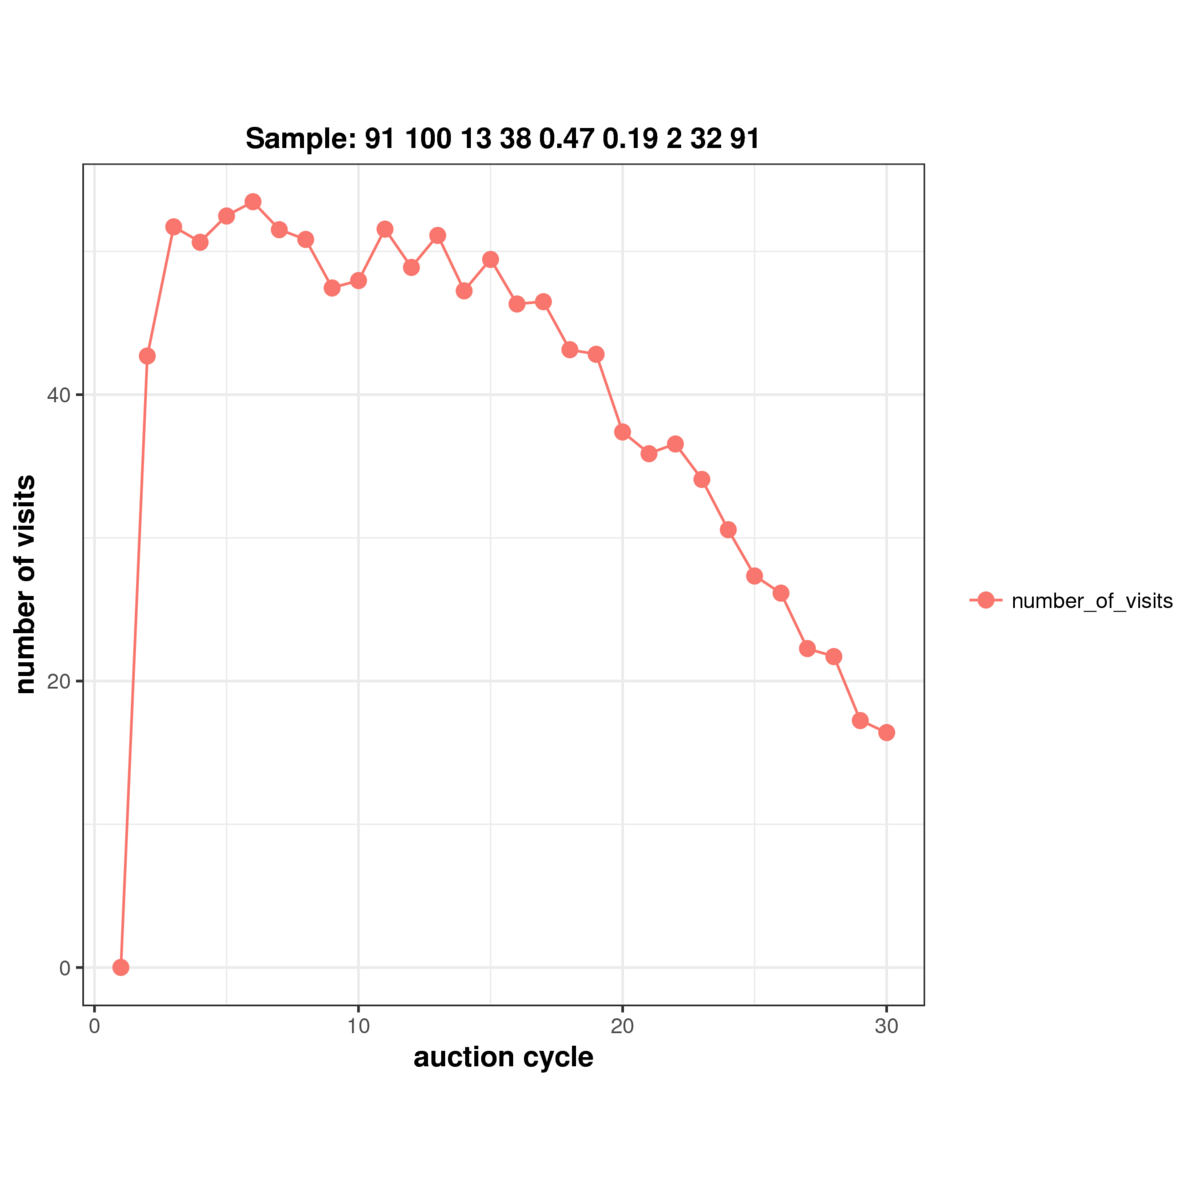 Sample: 91 100 13 38 0.47 0.19 2 32 91
number of visits
40
20
0
0 10 20 30
auction cycle
number_of_visits